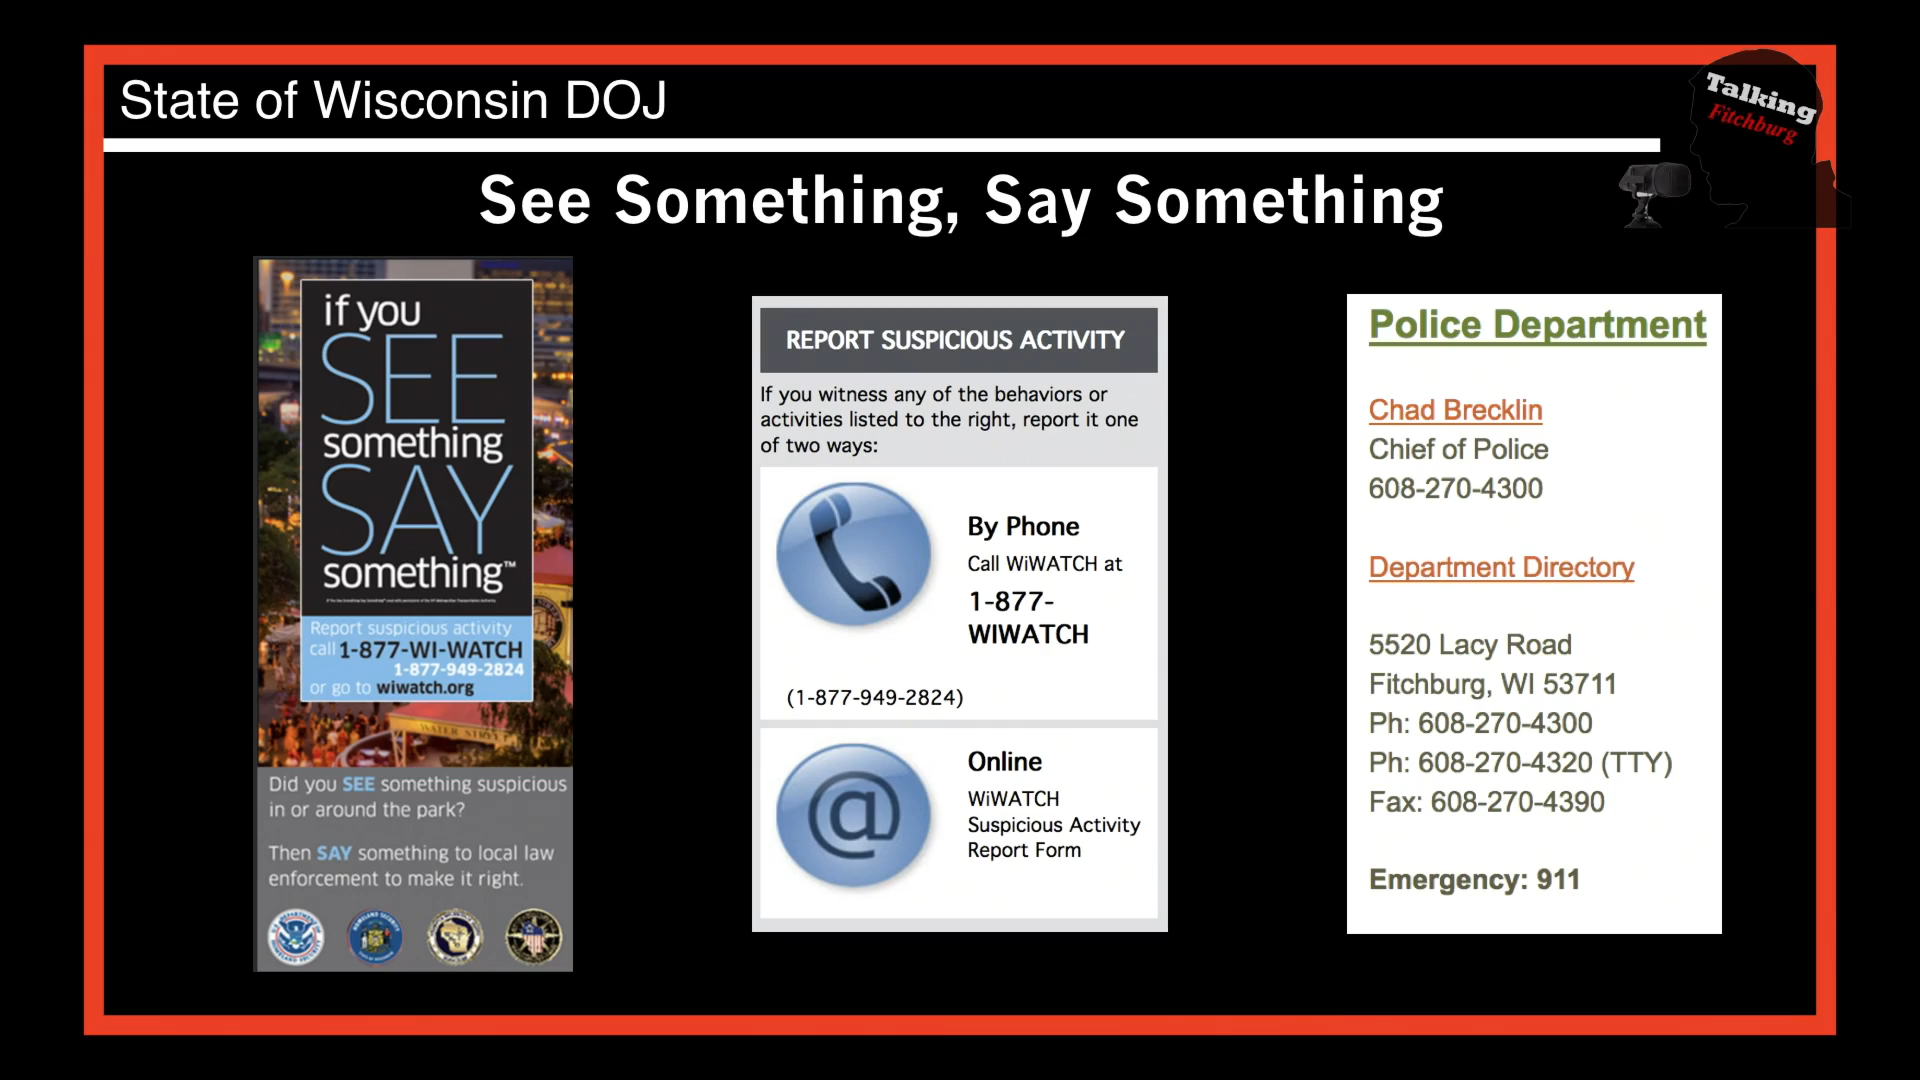 State of Wisconsin DOJ
Talking
Fitchburg
See Something, Say Something
if you
SEE
something
SAY
something™
Report suspicious activity
call 1-877-WI-WATCH
1-877-949-2824
or go to wiwatch.org
WATER STREET
Did you SEE something suspicious
in or around the park?
Then SAY something to local law
enforcement to make it right.
REPORT SUSPICIOUS ACTIVITY
If you witness any of the behaviors or
activities listed to the right, report it one
of two ways:
By Phone
Call WiWATCH at
1-877-
WIWATCH
(1-877-949-2824)
@
Online
WiWATCH
Suspicious Activity
Report Form
Police Department
Chad Brecklin
Chief of Police
608-270-4300
Department Directory
5520 Lacy Road
Fitchburg, WI 53711
Ph: 608-270-4300
Ph: 608-270-4320 (TTY)
Fax: 608-270-4390
Emergency: 911